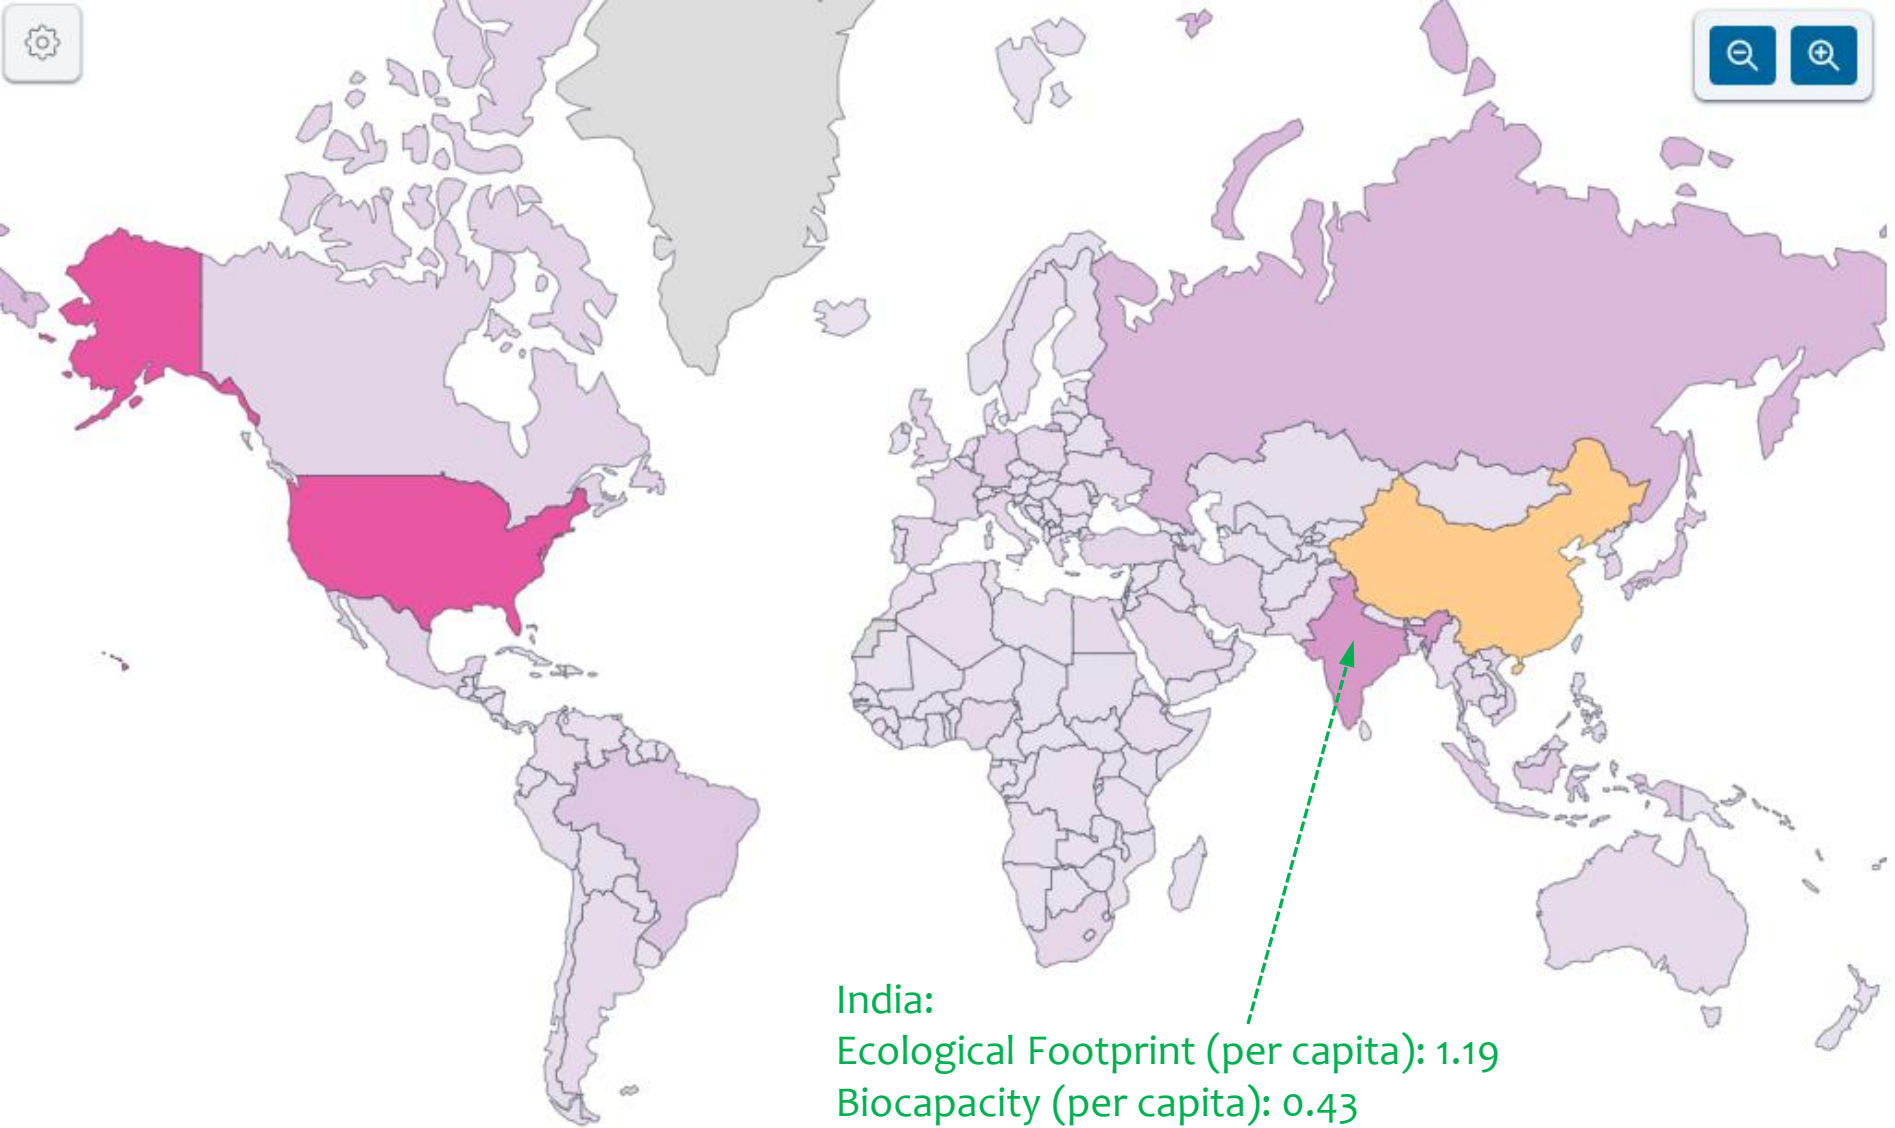 India:
Ecological Footprint (per capita): 1.19
Biocapacity (per capita): 0.43